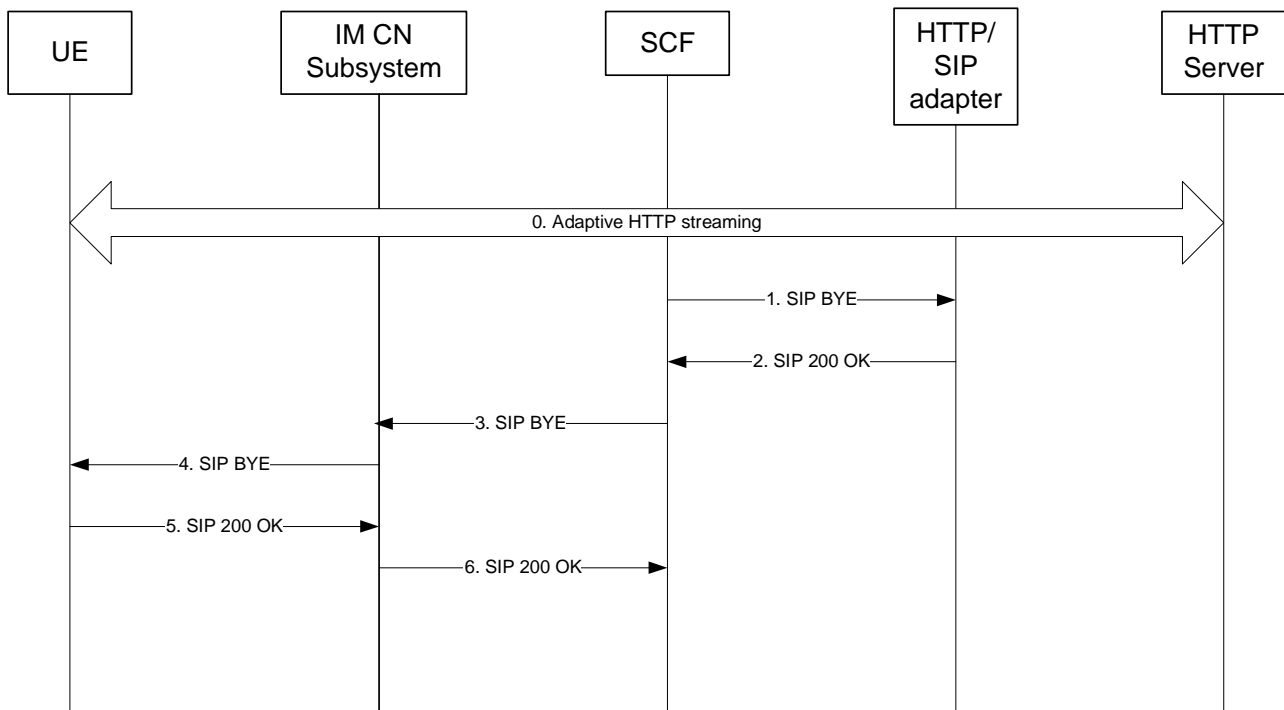 UE
IM CN
Subsystem
SCF
HTTP/
SIP
adapter
HTTP
Server
0. Adaptive HTTP streaming
1. SIP BYE
2. SIP 200 OK
3. SIP BYE
4. SIP BYE
5. SIP 200 OK
6. SIP 200 OK